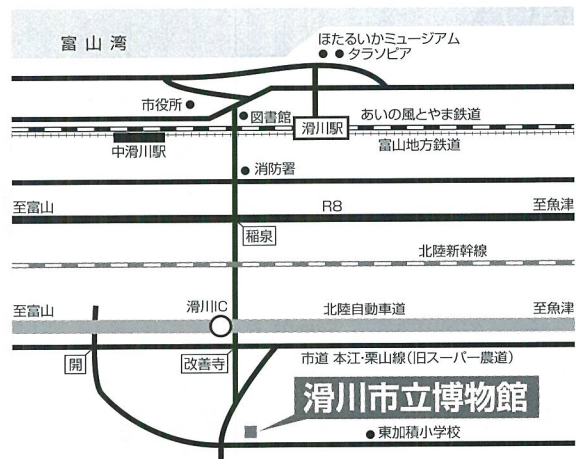 富山湾
ほたるいかミュージアム
タラソピア
市役所
図書館
滑川駅
あいの風とやま鉄道
中滑川駅
富山地方鉄道
消防署
至富山
R8
至魚津
稲泉
北陸新幹線
至富山
滑川IC
北陸自動車道
至魚津
開
改善寺
市道 本江・栗山線(旧スーパー農道)
滑川市立博物館
東加積小学校